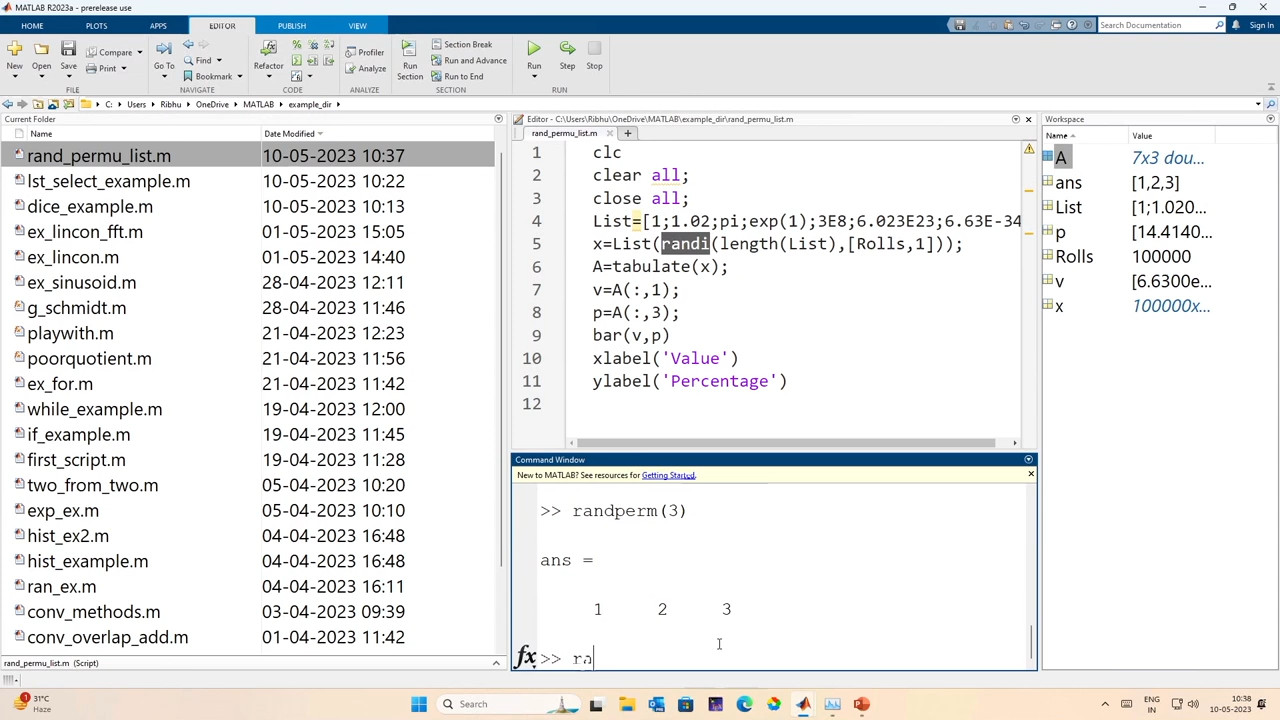 MATLAB R2023a - prerelease use
HOME PLOTS APPS EDITOR PUBLISH VIEW
Search Documentation
Sign In
New Open Save Compare Print
Go To Find Bookmark
Refactor
Profiler Analyze
Run Section
Section Break
Run and Advance
Run to End
Run Step Stop
FILE NAVIGATE CODE ANALYZE SECTION RUN
C: Users Ribhu OneDrive MATLAB example_dir
Current Folder
Name Date Modified
rand_permu_list.m 10-05-2023 10:37
lst_select_example.m 10-05-2023 10:22
dice_example.m 10-05-2023 10:13
ex_lincon_fft.m 01-05-2023 15:05
ex_lincon.m 01-05-2023 14:40
ex_sinusoid.m 28-04-2023 12:11
g_schmidt.m 28-04-2023 11:46
playwith.m 21-04-2023 12:23
poorquotient.m 21-04-2023 11:56
ex_for.m 21-04-2023 11:42
while_example.m 19-04-2023 12:00
if_example.m 19-04-2023 11:45
first_script.m 19-04-2023 11:28
two_from_two.m 05-04-2023 10:20
exp_ex.m 05-04-2023 10:10
hist_ex2.m 04-04-2023 16:48
hist_example.m 04-04-2023 16:48
ran_ex.m 04-04-2023 16:11
conv_methods.m 03-04-2023 09:39
conv_overlap_add.m 01-04-2023 11:42
rand_permu_list.m (Script)
Editor - C:\Users\Ribhu\OneDrive\MATLAB\example_dir\rand_permu_list.m
rand_permu_list.m
1 clc
2 clear all;
3 close all;
4 List=[1;1.02;pi;exp(1);3E8;6.023E23;6.63E-34
5 x=List(randi(length(List),[Rolls,1]));
6 A=tabulate(x);
7 v=A(:,1);
8 p=A(:,3);
9 bar(v,p)
10 xlabel('Value')
11 ylabel('Percentage')
12
Command Window
New to MATLAB? See resources for Getting Started.
>> randperm(3)
ans =
1 2 3
fx >> ra
Workspace
Name Value
A 7x3 dou...
ans [1,2,3]
List [1;1.020...
p [14.4140...
Rolls 100000
v [6.6300e...
x 100000x...
31°C
Haze
Search
ENG
IN
10:38
10-05-2023